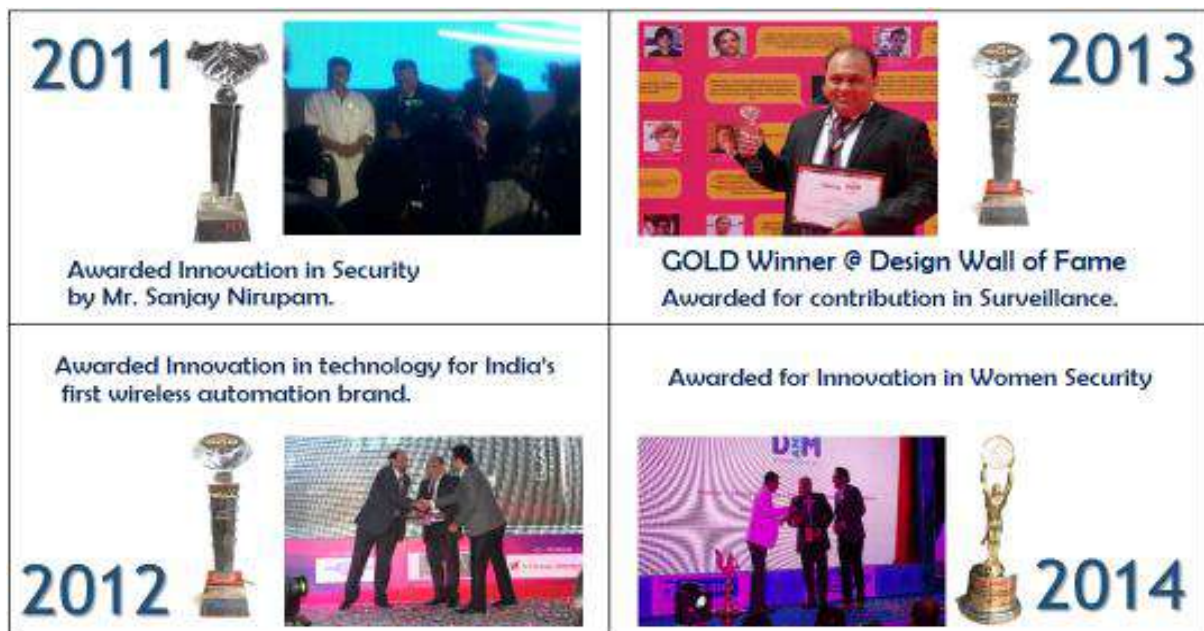 2011
Awarded Innovation in Security
by Mr. Sanjay Nirupam.
2013
GOLD Winner @ Design Wall of Fame
Awarded for contribution in Surveillance.
Awarded Innovation in technology for India's
first wireless automation brand.
2012
Awarded for Innovation in Women Security
2014